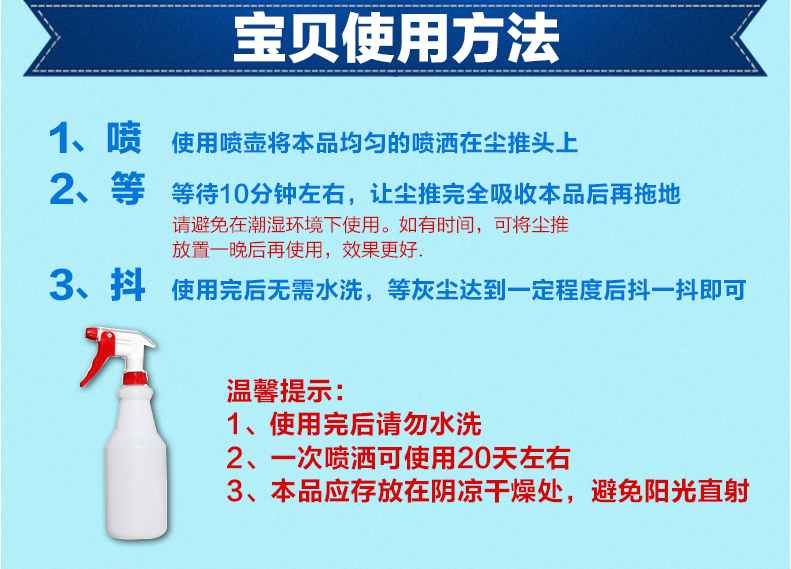 宝贝使用方法
1、喷 使用喷壶将本品均匀的喷洒在尘推头上
2、等 等待10分钟左右，让尘推完全吸收本品后再拖地
请避免在潮湿环境下使用。如有时间，可将尘推
放置一晚后再使用，效果更好.
3、抖 使用完后无需水洗，等灰尘达到一定程度后抖一抖即可
温馨提示：
1、使用完后请勿水洗
2、一次喷洒可使用20天左右
3、本品应存放在阴凉干燥处，避免阳光直射